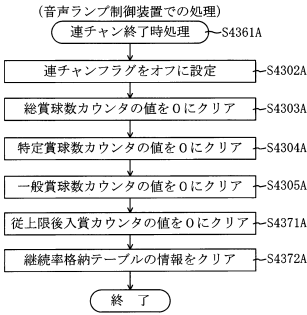 (音声ランプ制御装置での処理)
連チャン終了時処理 S4361A
連チャンフラグをオフに設定 S4302A
総賞球数カウンタの値を0にクリア S4303A
特定賞球数カウンタの値を0にクリア S4304A
一般賞球数カウンタの値を0にクリア S4305A
従上限後入賞カウンタの値を0にクリア S4371A
継続率格納テーブルの情報をクリア S4372A
終 了